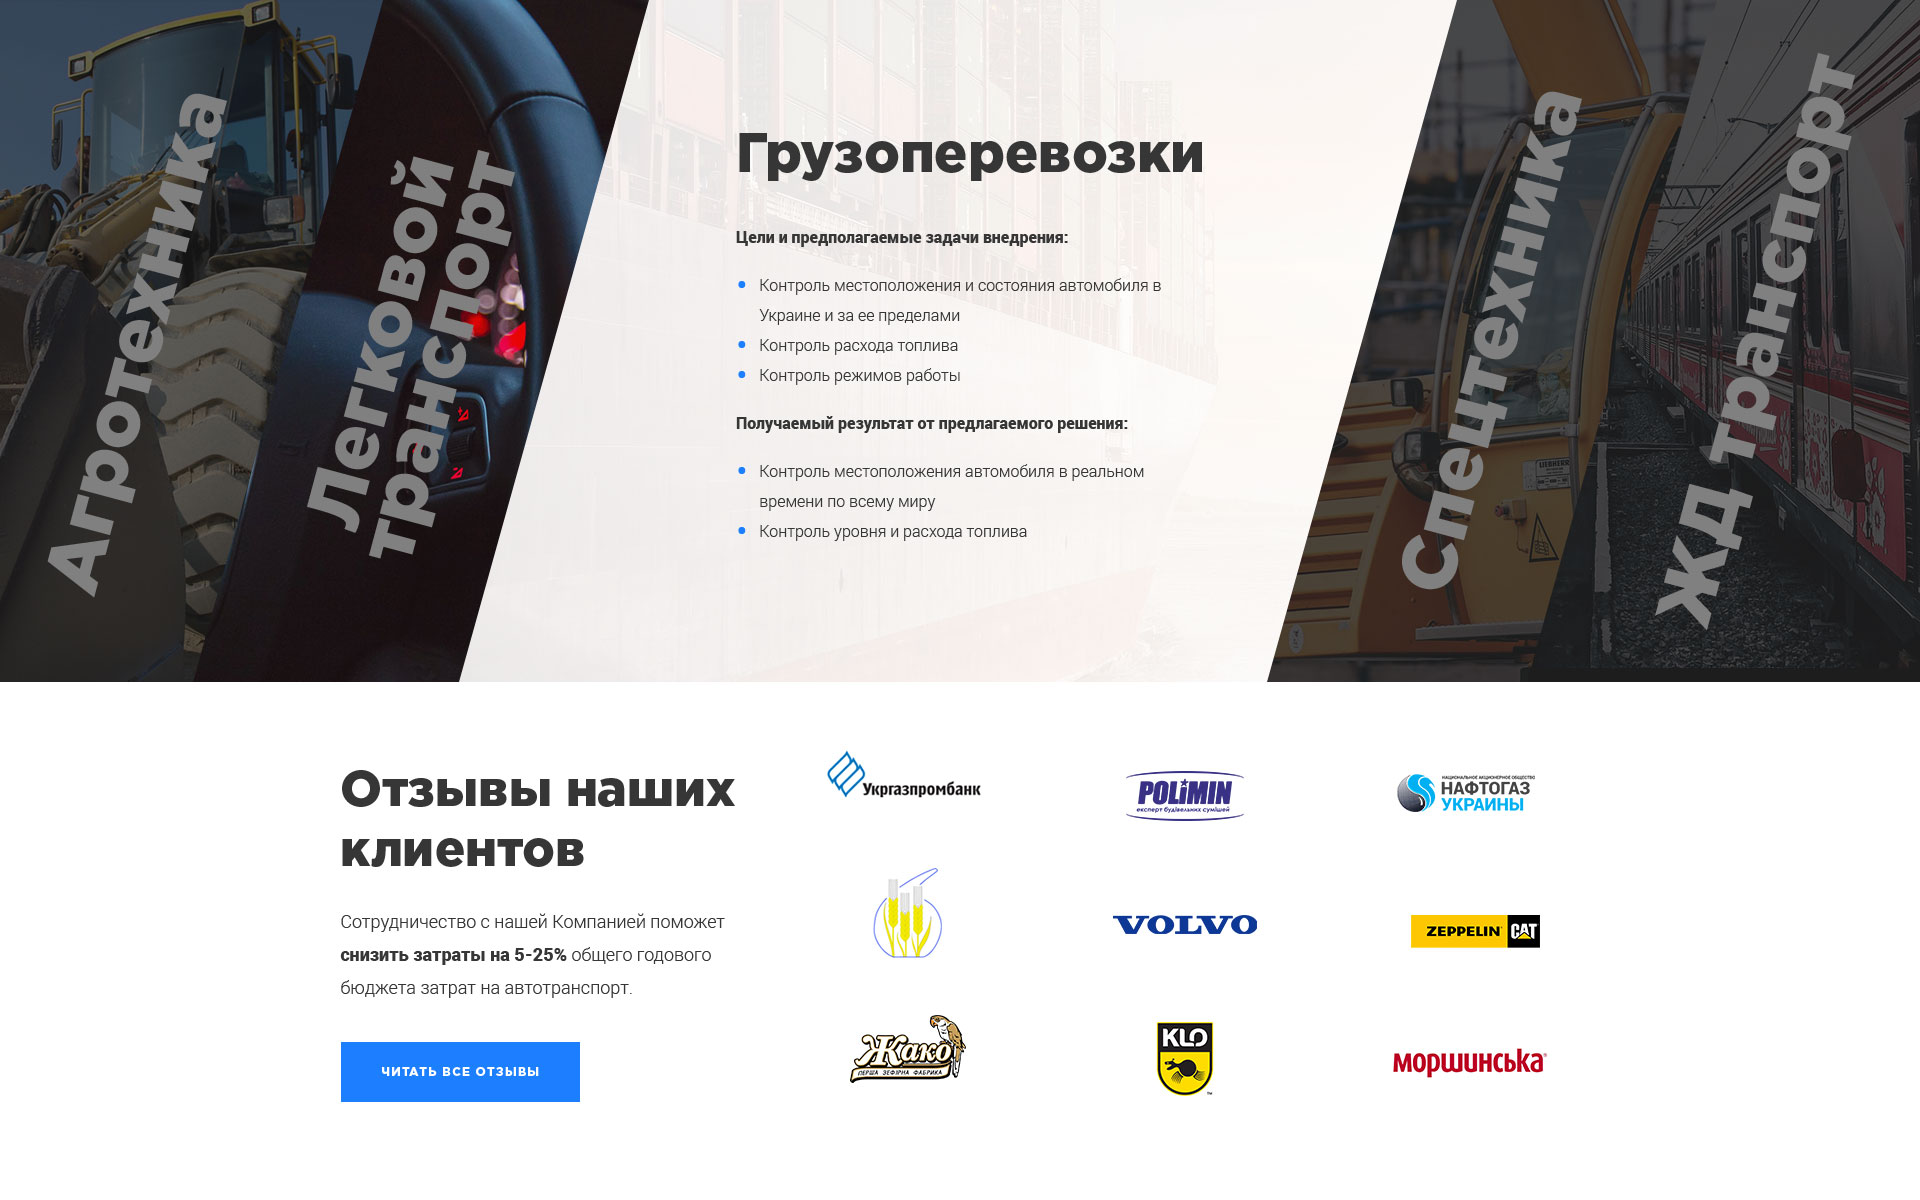 Агротехника
Легковой
транспорт
Грузоперевозки
Цели и предполагаемые задачи внедрения:
Контроль местоположения и состояния автомобиля в
Украине и за ее пределами
Контроль расхода топлива
Контроль режимов работы
Получаемый результат от предлагаемого решения:
Контроль местоположения автомобиля в реальном
времени по всему миру
Контроль уровня и расхода топлива
Спецтехника
ЖД транспорт
LIEBHERR
Отзывы наших
клиентов
Сотрудничество с нашей Компанией поможет
снизить затраты на 5-25% общего годового
бюджета затрат на автотранспорт.
ЧИТАТЬ ВСЕ ОТЗЫВЫ
Укргазпромбанк
POLIMIN
експерт будівельних сумішей
НАЦИОНАЛЬНОЕ АКЦИОНЕРНОЕ ОБЩЕСТВО
НАФТОГАЗ
УКРАИНЫ
VOLVO
ZEPPELIN CAT
Жако
ПЕРША ЗЕФІРНА ФАБРИКА
KLO
™
МОРШИНСЬКА®